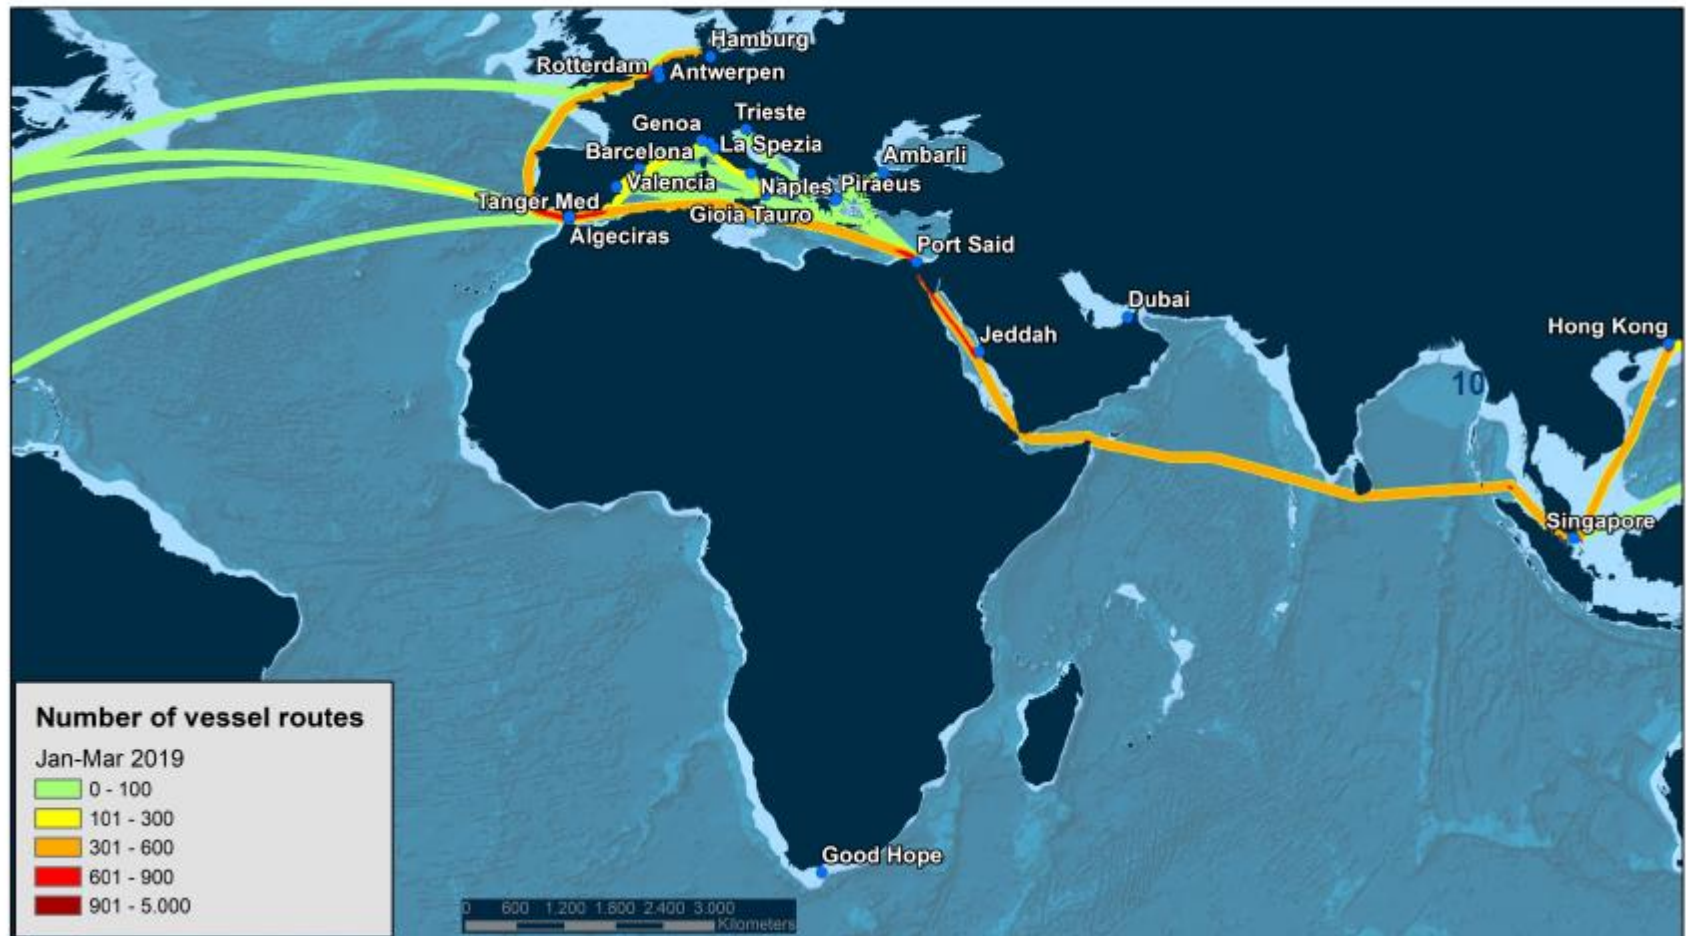 Hamburg
Rotterdam
Antwerpen
Trieste
Genoa
La Spezia
Barcelona
Ambarli
Valencia
Naples
Piraeus
Tanger Med
Gioia Tauro
Algeciras
Port Said
Dubai
Hong Kong
Jeddah
10
Singapore
Good Hope
Number of vessel routes
Jan-Mar 2019
0 - 100
101 - 300
301 - 600
601 - 900
901 - 5.000
0 600 1.200 1.800 2.400 3.000
Kilometers